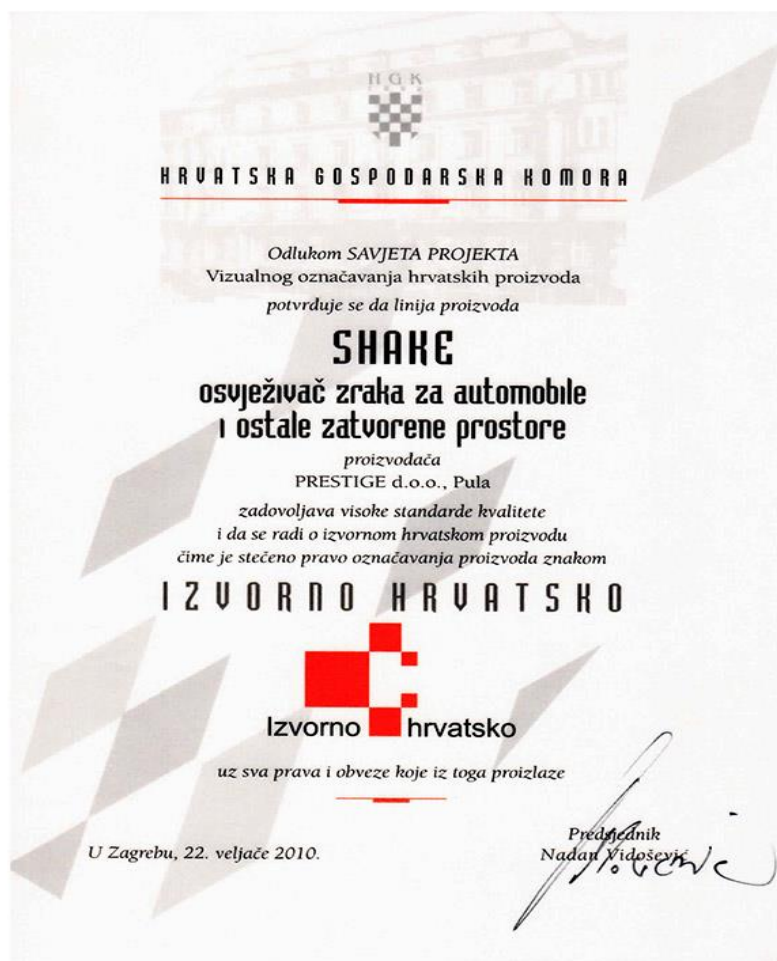 HGK
HRVATSKA GOSPODARSKA KOMORA
Odlukom SAVJETA PROJEKTA
Vizualnog označavanja hrvatskih proizvoda
potvrđuje se da linija proizvoda
SHAKE
osvježivač zraka za automobile
i ostale zatvorene prostore
proizvođača
PRESTIGE d.o.o., Pula
zadovoljava visoke standarde kvalitete
i da se radi o izvornom hrvatskom proizvodu
čime je stečeno pravo označavanja proizvoda znakom
IZVORNO HRVATSKO
Izvorno hrvatsko
uz sva prava i obveze koje iz toga proizlaze
U Zagrebu, 22. veljače 2010.
Predsjednik
Nadan Vidošević